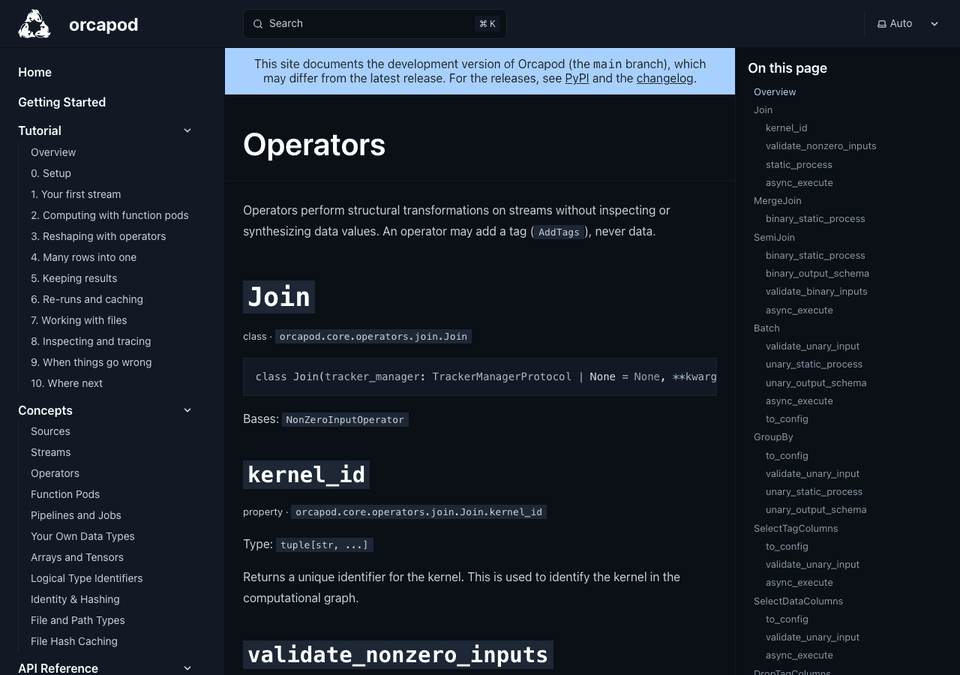 orcapod
Search
⌘ K
Auto
Home
Getting Started
Tutorial
Overview
0. Setup
1. Your first stream
2. Computing with function pods
3. Reshaping with operators
4. Many rows into one
5. Keeping results
6. Re-runs and caching
7. Working with files
8. Inspecting and tracing
9. When things go wrong
10. Where next
Concepts
Sources
Streams
Operators
Function Pods
Pipelines and Jobs
Your Own Data Types
Arrays and Tensors
Logical Type Identifiers
Identity & Hashing
File and Path Types
File Hash Caching
API Reference
This site documents the development version of Orcapod (the main branch), which
may differ from the latest release. For the releases, see PyPI and the changelog.
Operators
Operators perform structural transformations on streams without inspecting or
synthesizing data values. An operator may add a tag ( AddTags ), never data.
Join
class · orcapod.core.operators.join.Join
class Join(tracker_manager: TrackerManagerProtocol | None = None, **kwarg
Bases: NonZeroInputOperator
kernel_id
property · orcapod.core.operators.join.Join.kernel_id
Type: tuple[str, ...]
Returns a unique identifier for the kernel. This is used to identify the kernel in the
computational graph.
validate_nonzero_inputs
On this page
Overview
Join
kernel_id
validate_nonzero_inputs
static_process
async_execute
MergeJoin
binary_static_process
SemiJoin
binary_static_process
binary_output_schema
validate_binary_inputs
async_execute
Batch
validate_unary_input
unary_static_process
unary_output_schema
async_execute
to_config
GroupBy
to_config
validate_unary_input
unary_static_process
unary_output_schema
SelectTagColumns
to_config
validate_unary_input
async_execute
SelectDataColumns
to_config
validate_unary_input
async_execute
DropTagColumns